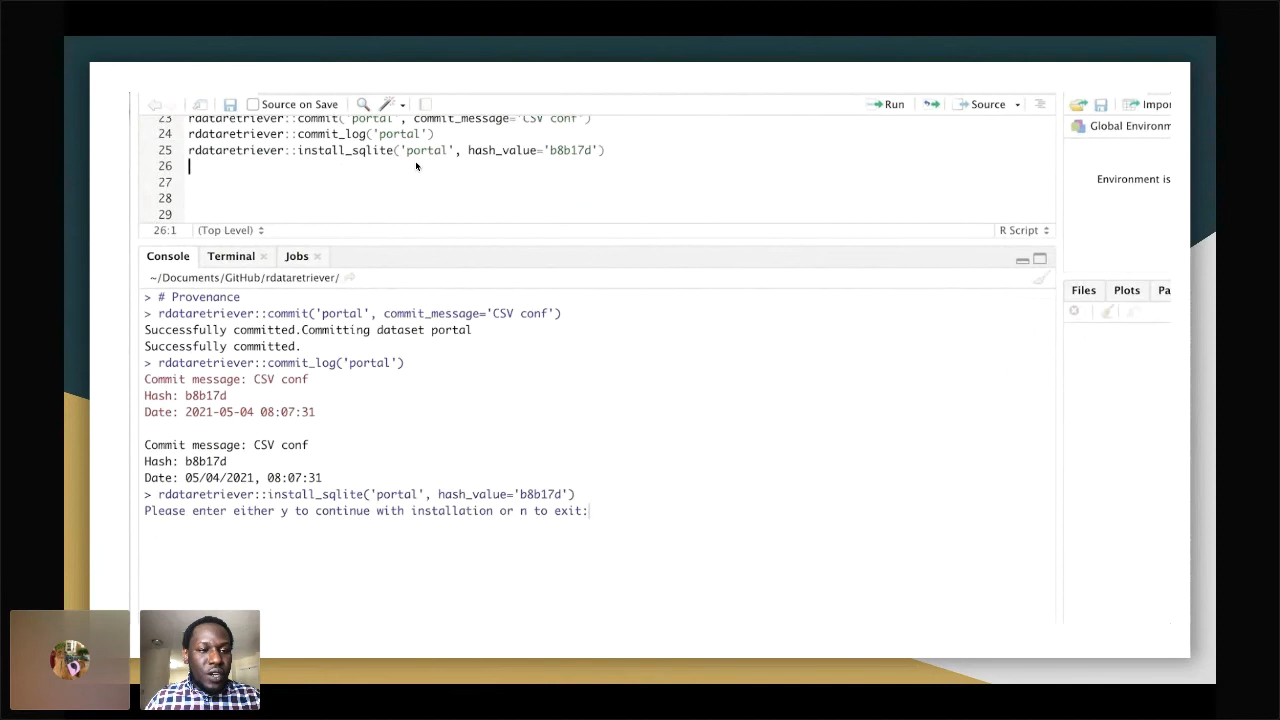 Source on Save
Run
Source
Impor
23 rdataretriever::commit('portal', commit_message='CSV conf')
24 rdataretriever::commit_log('portal')
25 rdataretriever::install_sqlite('portal', hash_value='b8b17d')
26
27
28
29
Global Environm
Environment is
26:1 (Top Level) R Script
Console Terminal Jobs
~/Documents/GitHub/rdataretriever/
Files Plots Pa
> # Provenance
> rdataretriever::commit('portal', commit_message='CSV conf')
Successfully committed.Committing dataset portal
Successfully committed.
> rdataretriever::commit_log('portal')
Commit message: CSV conf
Hash: b8b17d
Date: 2021-05-04 08:07:31
Commit message: CSV conf
Hash: b8b17d
Date: 05/04/2021, 08:07:31
> rdataretriever::install_sqlite('portal', hash_value='b8b17d')
Please enter either y to continue with installation or n to exit: